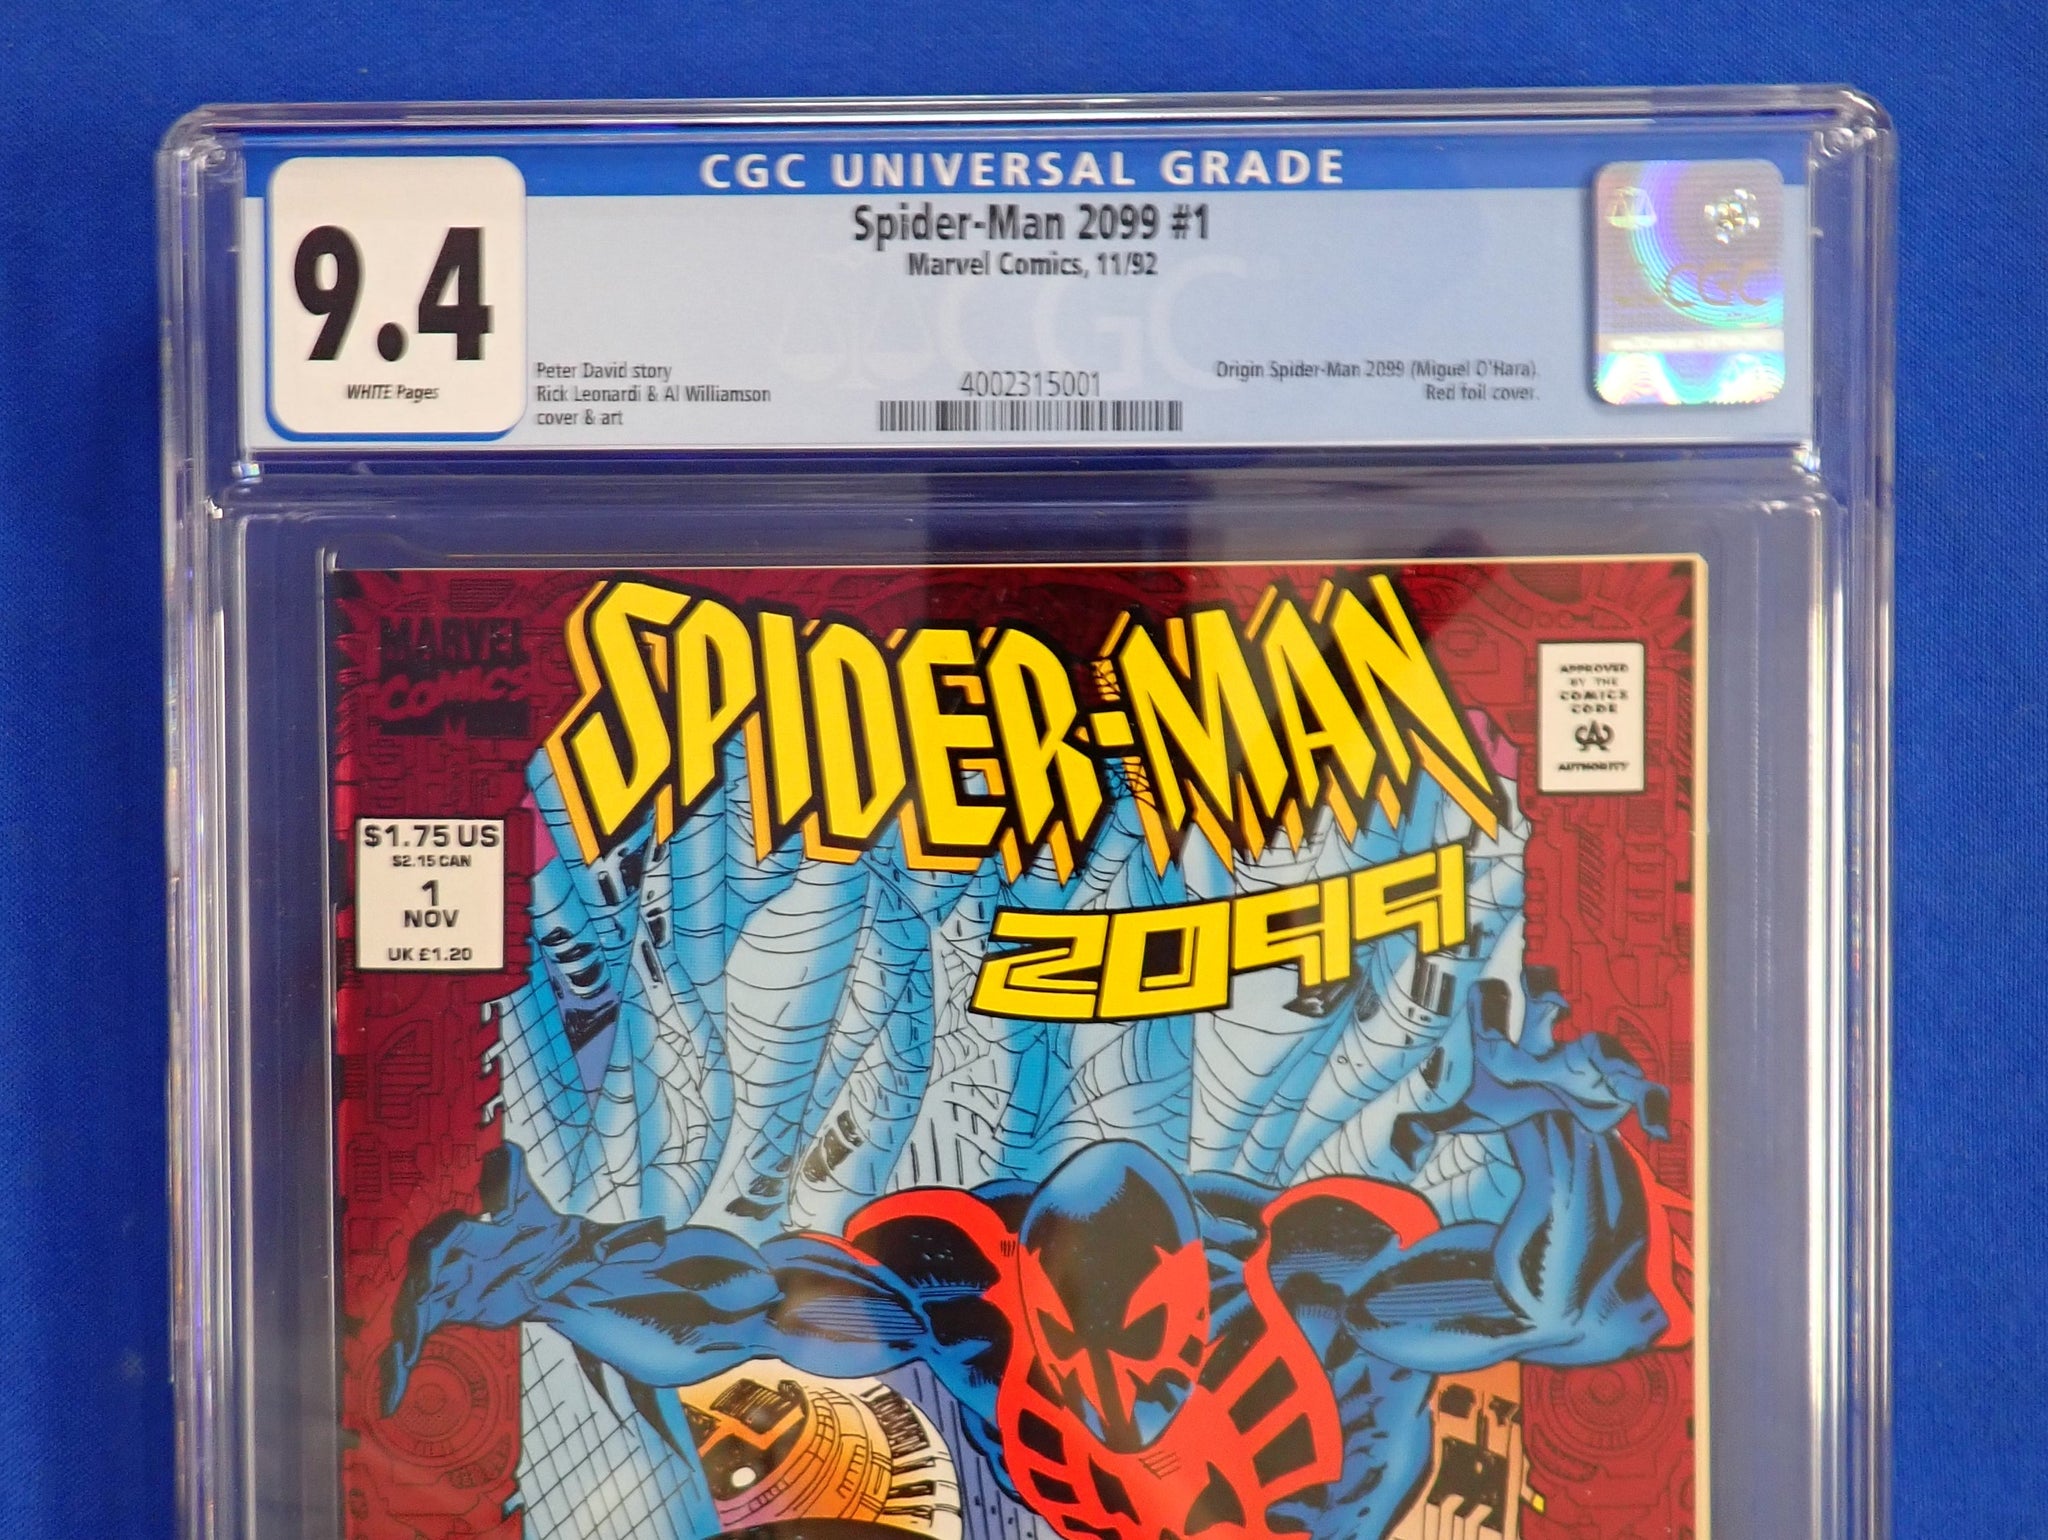 CGC UNIVERSAL GRADE
9.4
WHITE Pages
Spider-Man 2099 #1
Marvel Comics, 11/92
Peter David story
Rick Leonardi & Al Williamson
cover & art
4002315001
Origin Spider-Man 2099 (Miguel O'Hara).
Red foil cover.
CGC
CGC
MARVEL
COMICS
M
SPIDER-MAN
2099
APPROVED
BY THE
COMICS
CODE
CA
AUTHORITY
$1.75 US
$2.15 CAN
1
NOV
UK £1.20